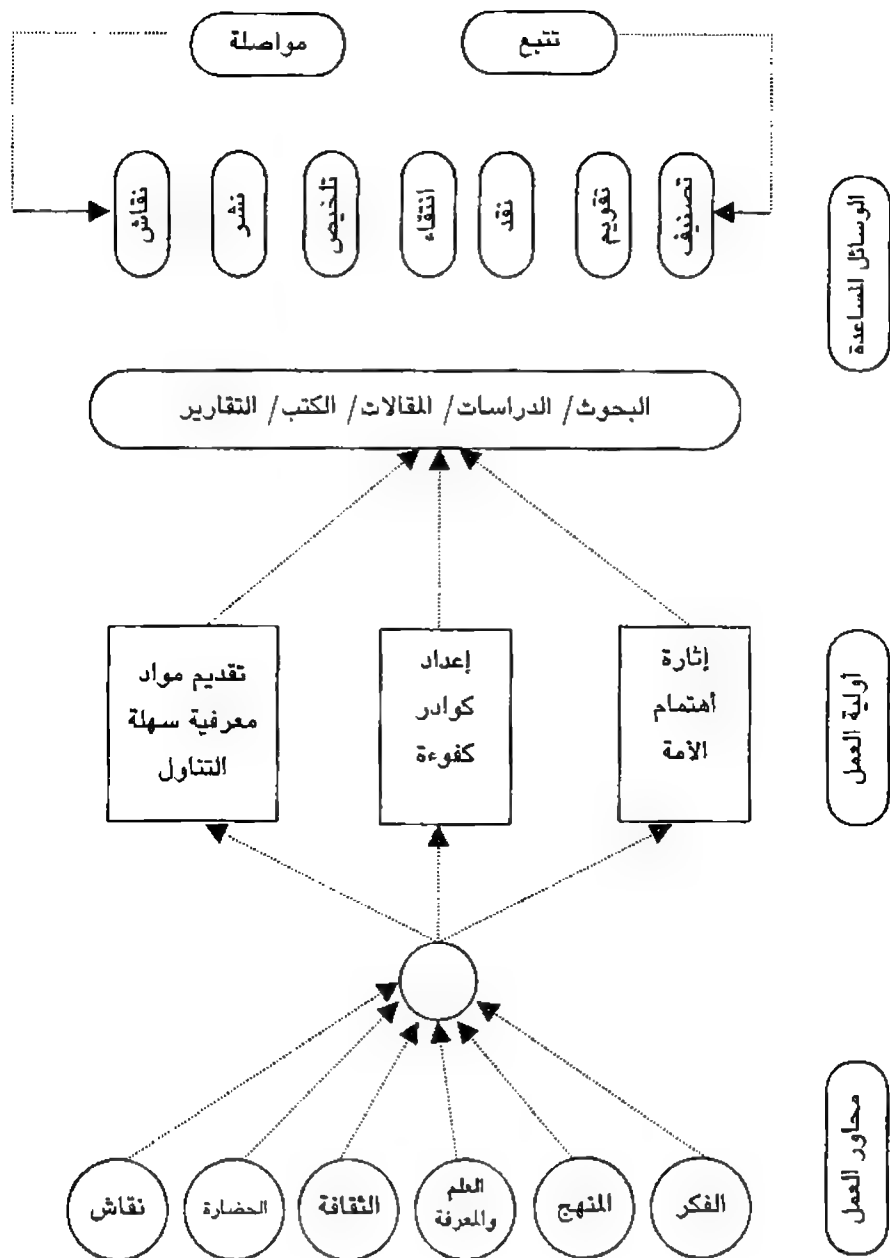 تتبع
مواصلة
تصنيف
تقويم
نقد
انتقاء
تلخيص
نشر
نقاش
الوسائل المساعدة
البحوث/ الدراسات/ المقالات/ الكتب/ التقارير
إثارة
أهتمام
الأمة
إعداد
كوادر
كفوءة
تقديم مواد
معرفية سهلة
التناول
أولية العمل
الفكر
المنهج
العلم
والمعرفة
الثقافة
الحضارة
نقاش
محاور العمل